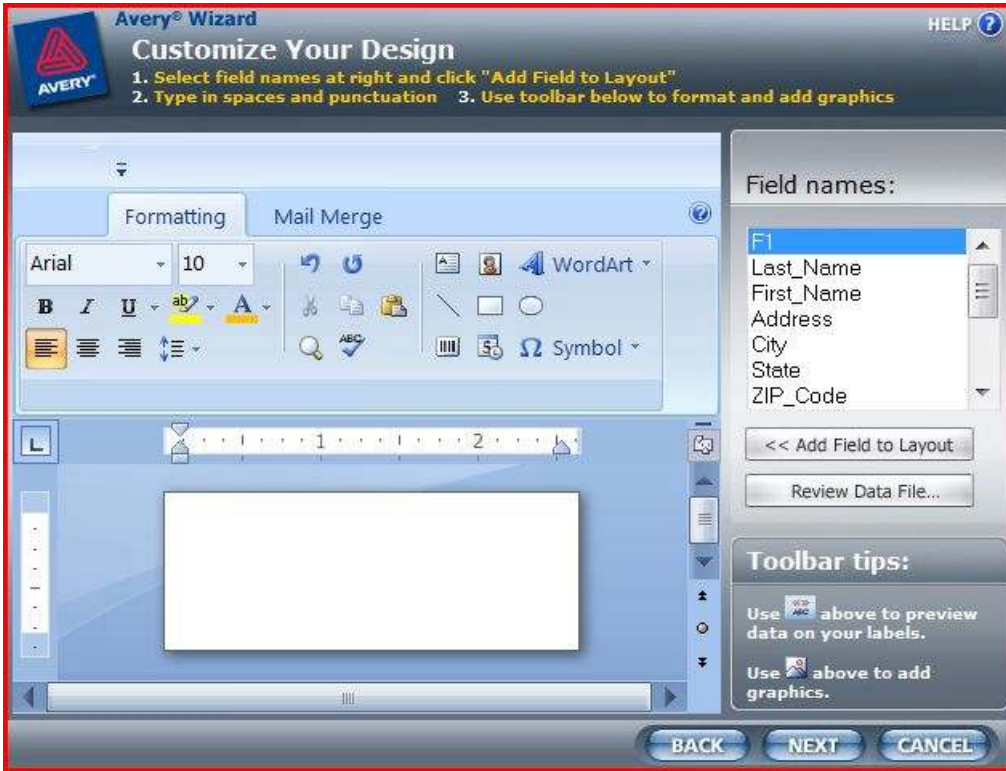 Avery® Wizard
HELP ?
Customize Your Design
AVERY
1. Select field names at right and click "Add Field to Layout"
2. Type in spaces and punctuation 3. Use toolbar below to format and add graphics
Field names:
Formatting Mail Merge
F1
Last_Name
First_Name
Address
City
State
ZIP_Code
Arial 10 WordArt
B I U ab A
ABC Symbol
<< Add Field to Layout
1 2
Review Data File...
Toolbar tips:
Use ABC above to preview
data on your labels.
Use above to add
graphics.
BACK NEXT CANCEL